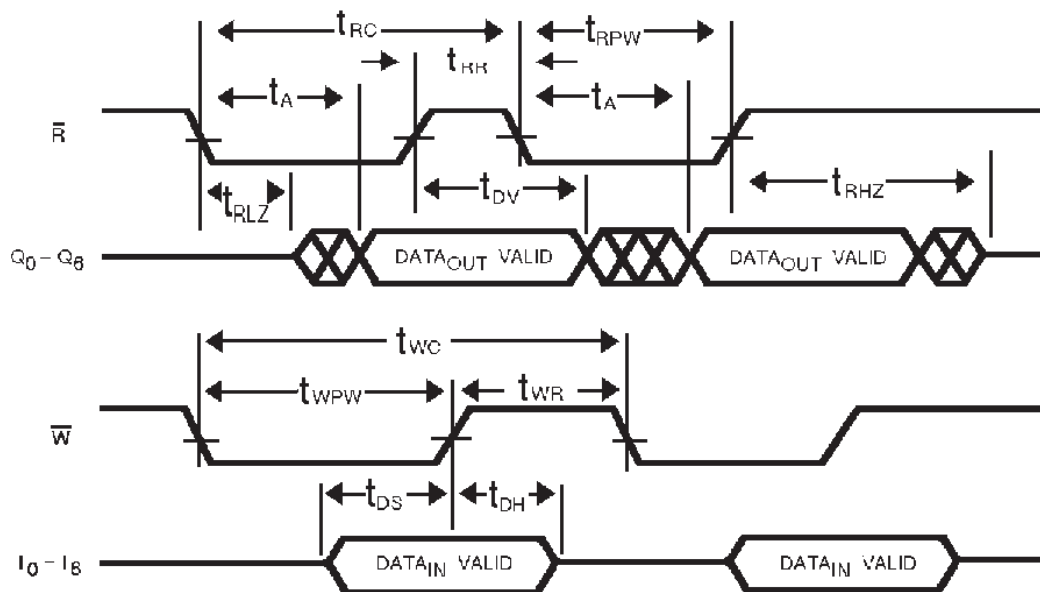 tRC
tRPW
tRR
tA
tA
R̅
tRLZ
tDV
tRHZ
Q0 – Q8
DATAOUT VALID
DATAOUT VALID
tWC
tWPW
tWR
W̅
tDS
tDH
I0 – I8
DATAIN VALID
DATAIN VALID